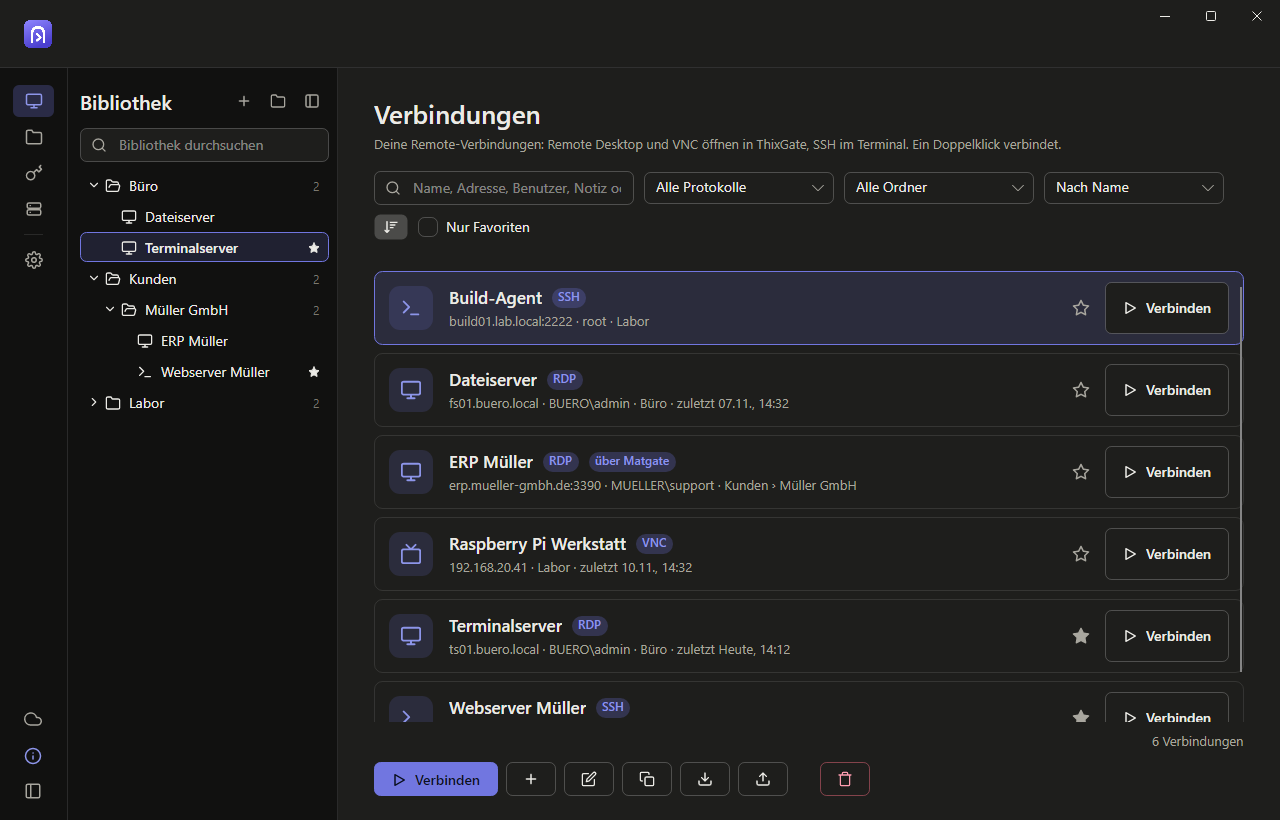 Bibliothek
Bibliothek durchsuchen
Büro 2
Dateiserver
Terminalserver
Kunden 2
Müller GmbH 2
ERP Müller
Webserver Müller
Labor 2
Verbindungen
Deine Remote-Verbindungen: Remote Desktop und VNC öffnen in ThixGate, SSH im Terminal. Ein Doppelklick verbindet.
Name, Adresse, Benutzer, Notiz o
Alle Protokolle
Alle Ordner
Nach Name
Nur Favoriten
Build-Agent SSH
build01.lab.local:2222 · root · Labor
Verbinden
Dateiserver RDP
fs01.buero.local · BUERO\admin · Büro · zuletzt 07.11., 14:32
Verbinden
ERP Müller RDP über Matgate
erp.mueller-gmbh.de:3390 · MUELLER\support · Kunden › Müller GmbH
Verbinden
Raspberry Pi Werkstatt VNC
192.168.20.41 · Labor · zuletzt 10.11., 14:32
Verbinden
Terminalserver RDP
ts01.buero.local · BUERO\admin · Büro · zuletzt Heute, 14:12
Verbinden
Webserver Müller SSH
Verbinden
6 Verbindungen
Verbinden